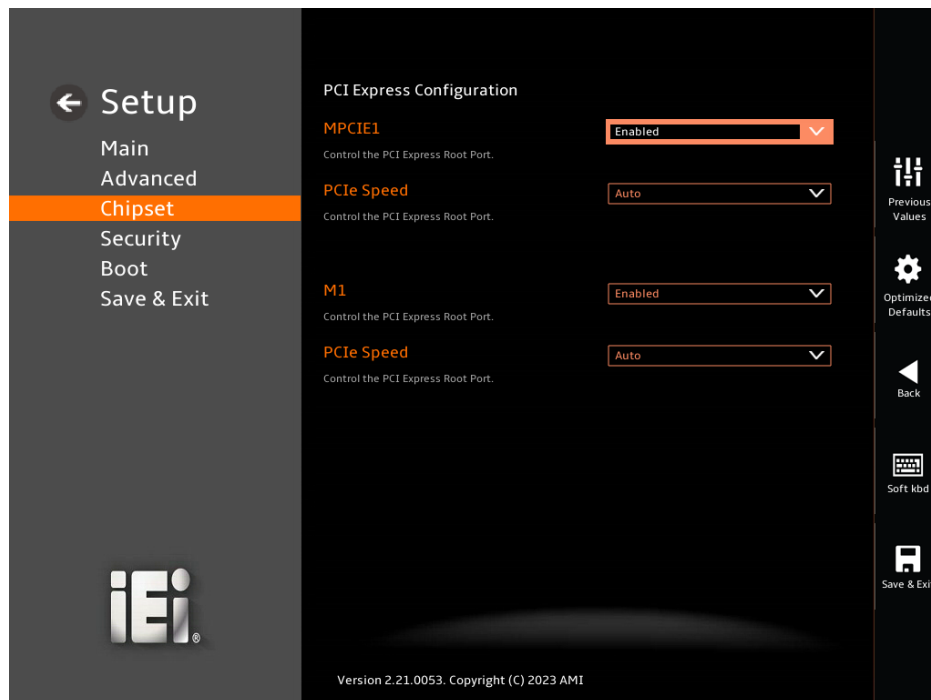 Setup
Main
Advanced
Chipset
Security
Boot
Save & Exit
iEi®
PCI Express Configuration
MPCIE1
Enabled
Control the PCI Express Root Port.
PCIe Speed
Auto
Control the PCI Express Root Port.
M1
Enabled
Control the PCI Express Root Port.
PCIe Speed
Auto
Control the PCI Express Root Port.
Version 2.21.0053. Copyright (C) 2023 AMI
Previous
Values
Optimized
Defaults
Back
Soft kbd
Save & Exi